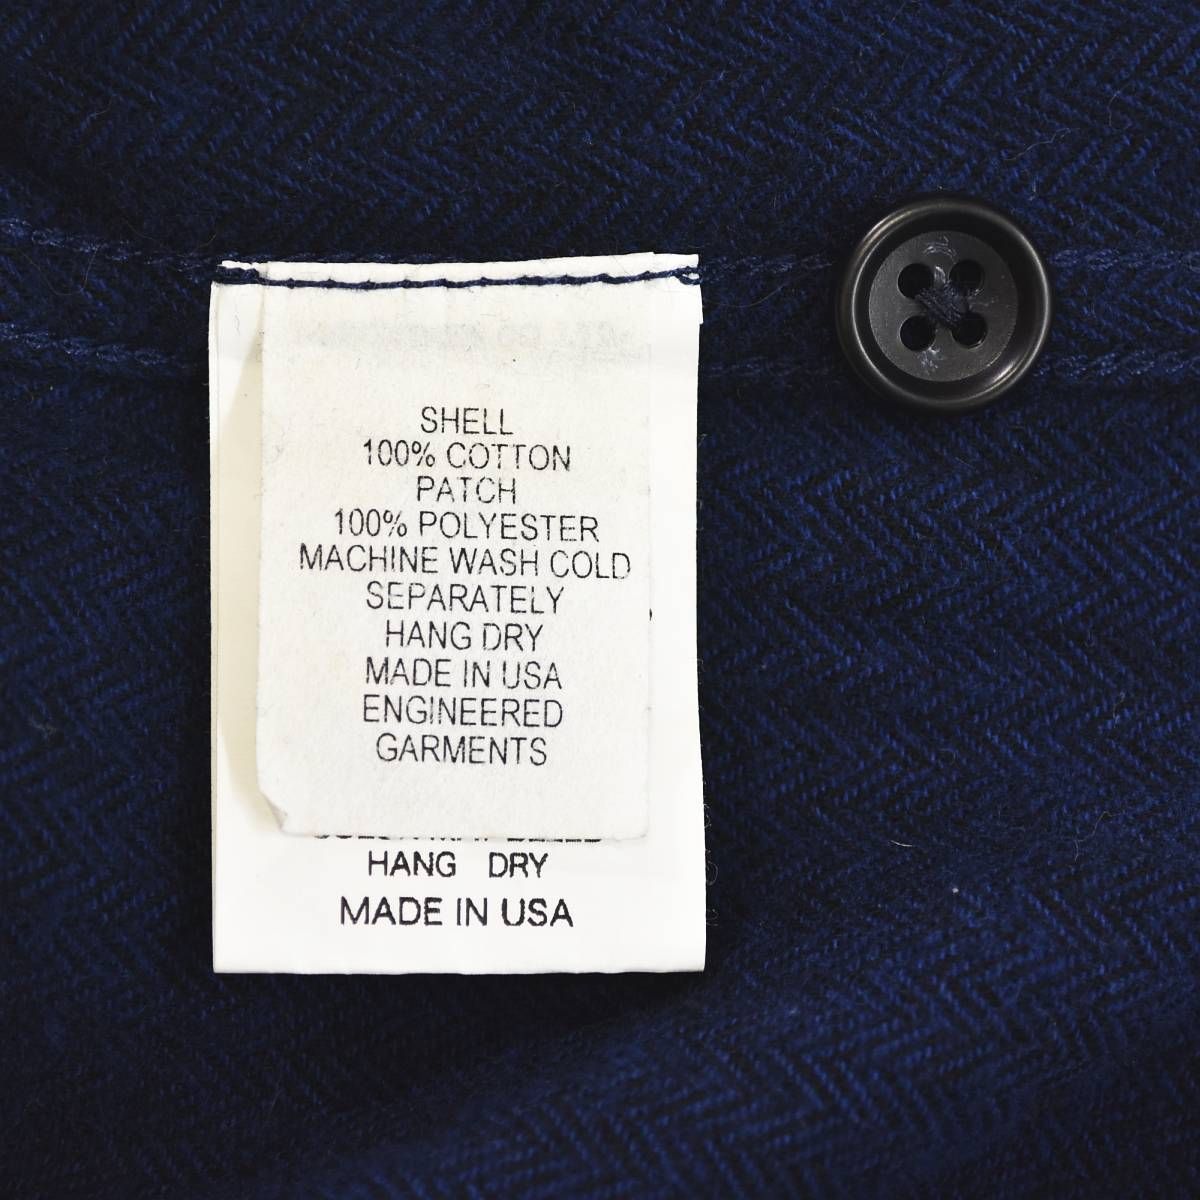 SHELL
100% COTTON
PATCH
100% POLYESTER
MACHINE WASH COLD
SEPARATELY
HANG DRY
MADE IN USA
ENGINEERED
GARMENTS
HANG DRY
MADE IN USA